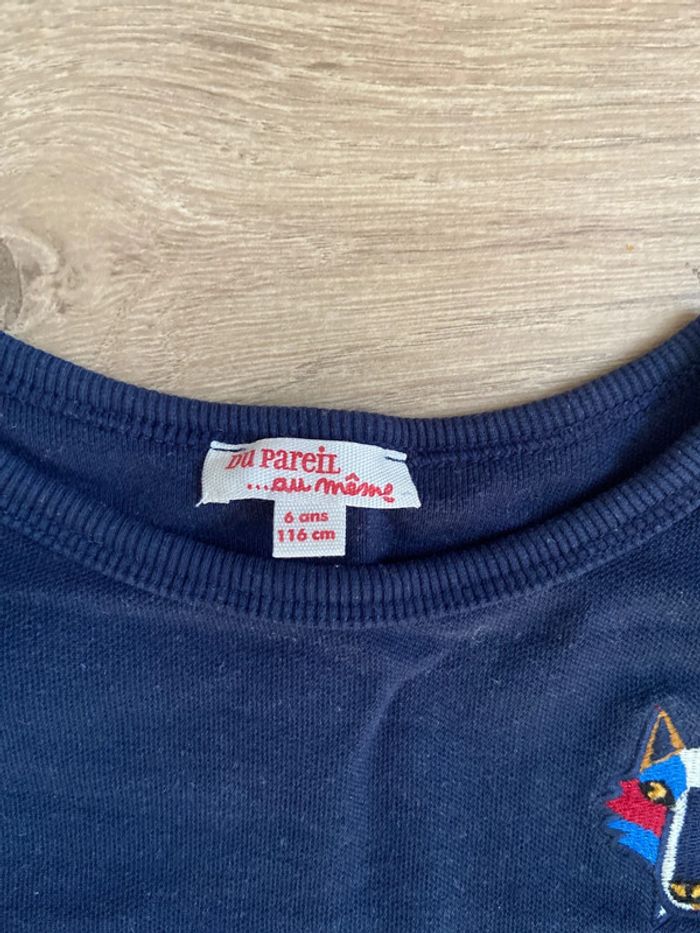 DU PAREIL
...au même
6 ans
116 cm